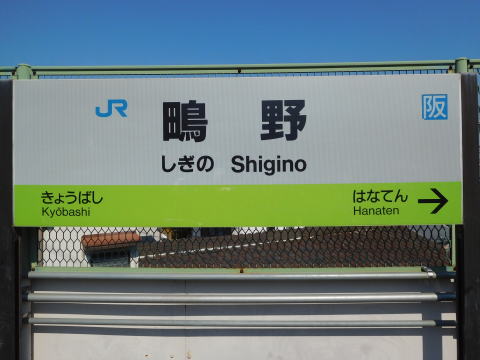 JR 鴫野 阪
しぎの Shigino
きょうばし はなてん →
Kyōbashi Hanaten